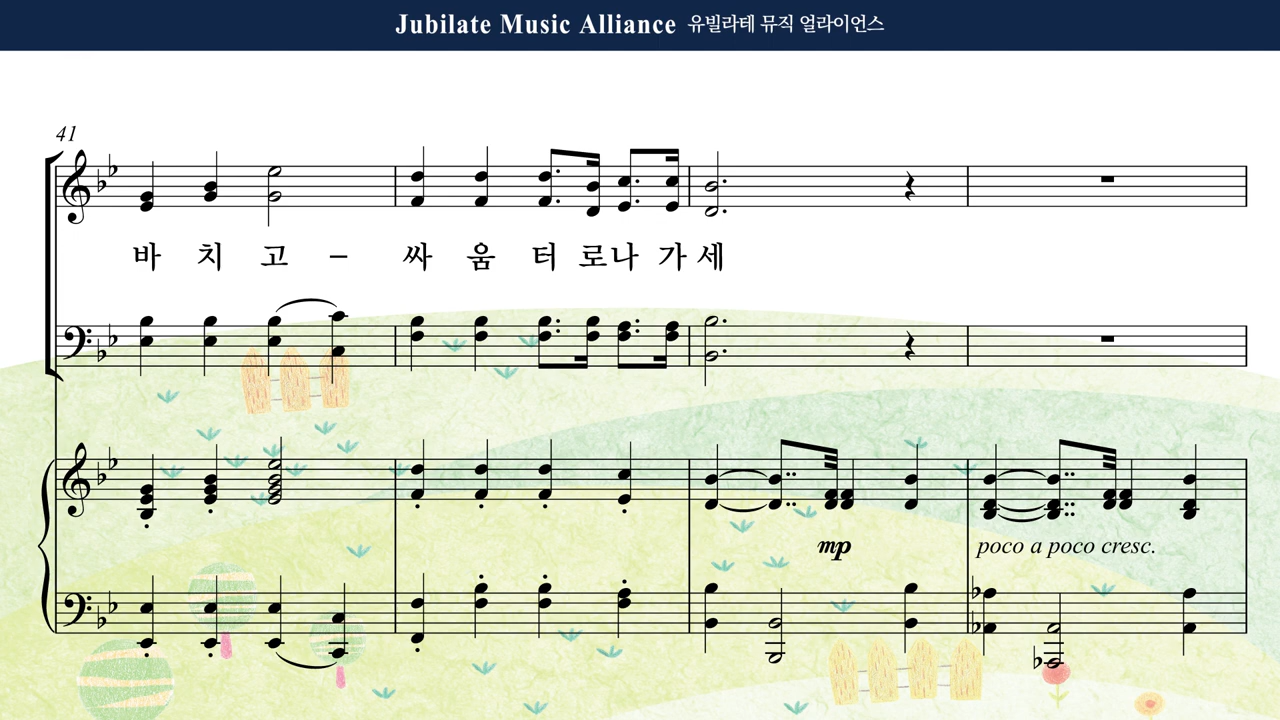 Jubilate Music Alliance 유빌라테 뮤직 얼라이언스
41
바 치 고 – 싸 움 터 로나 가 세
mp
poco a poco cresc.